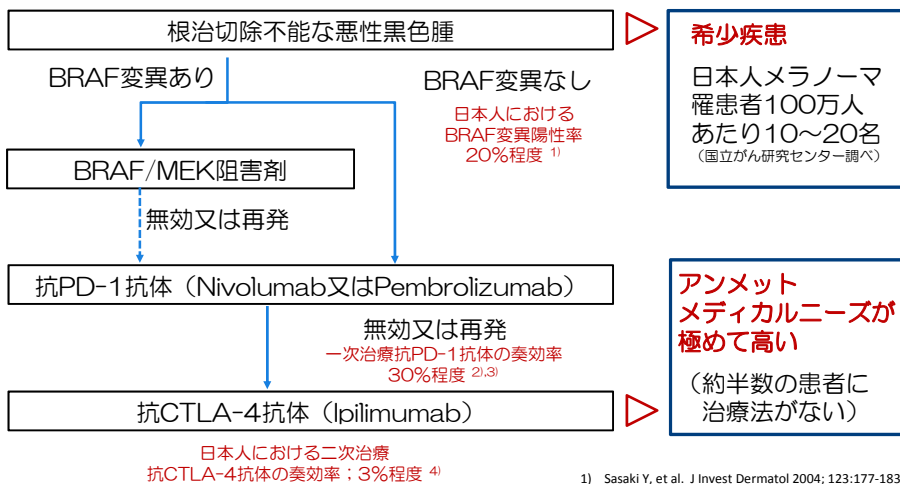 根治切除不能な悪性黒色腫
BRAF変異あり
BRAF変異なし
日本人における
BRAF変異陽性率
20%程度 1)
BRAF/MEK阻害剤
無効又は再発
抗PD-1抗体（Nivolumab又はPembrolizumab）
無効又は再発
一次治療抗PD-1抗体の奏効率
30%程度 2),3)
抗CTLA-4抗体（Ipilimumab）
日本人における二次治療
抗CTLA-4抗体の奏効率；3%程度 4)
希少疾患
日本人メラノーマ
罹患者100万人
あたり10～20名
（国立がん研究センター調べ）
アンメット
メディカルニーズが
極めて高い
（約半数の患者に
治療法がない）
1) Sasaki Y, et al. J Invest Dermatol 2004; 123:177-183